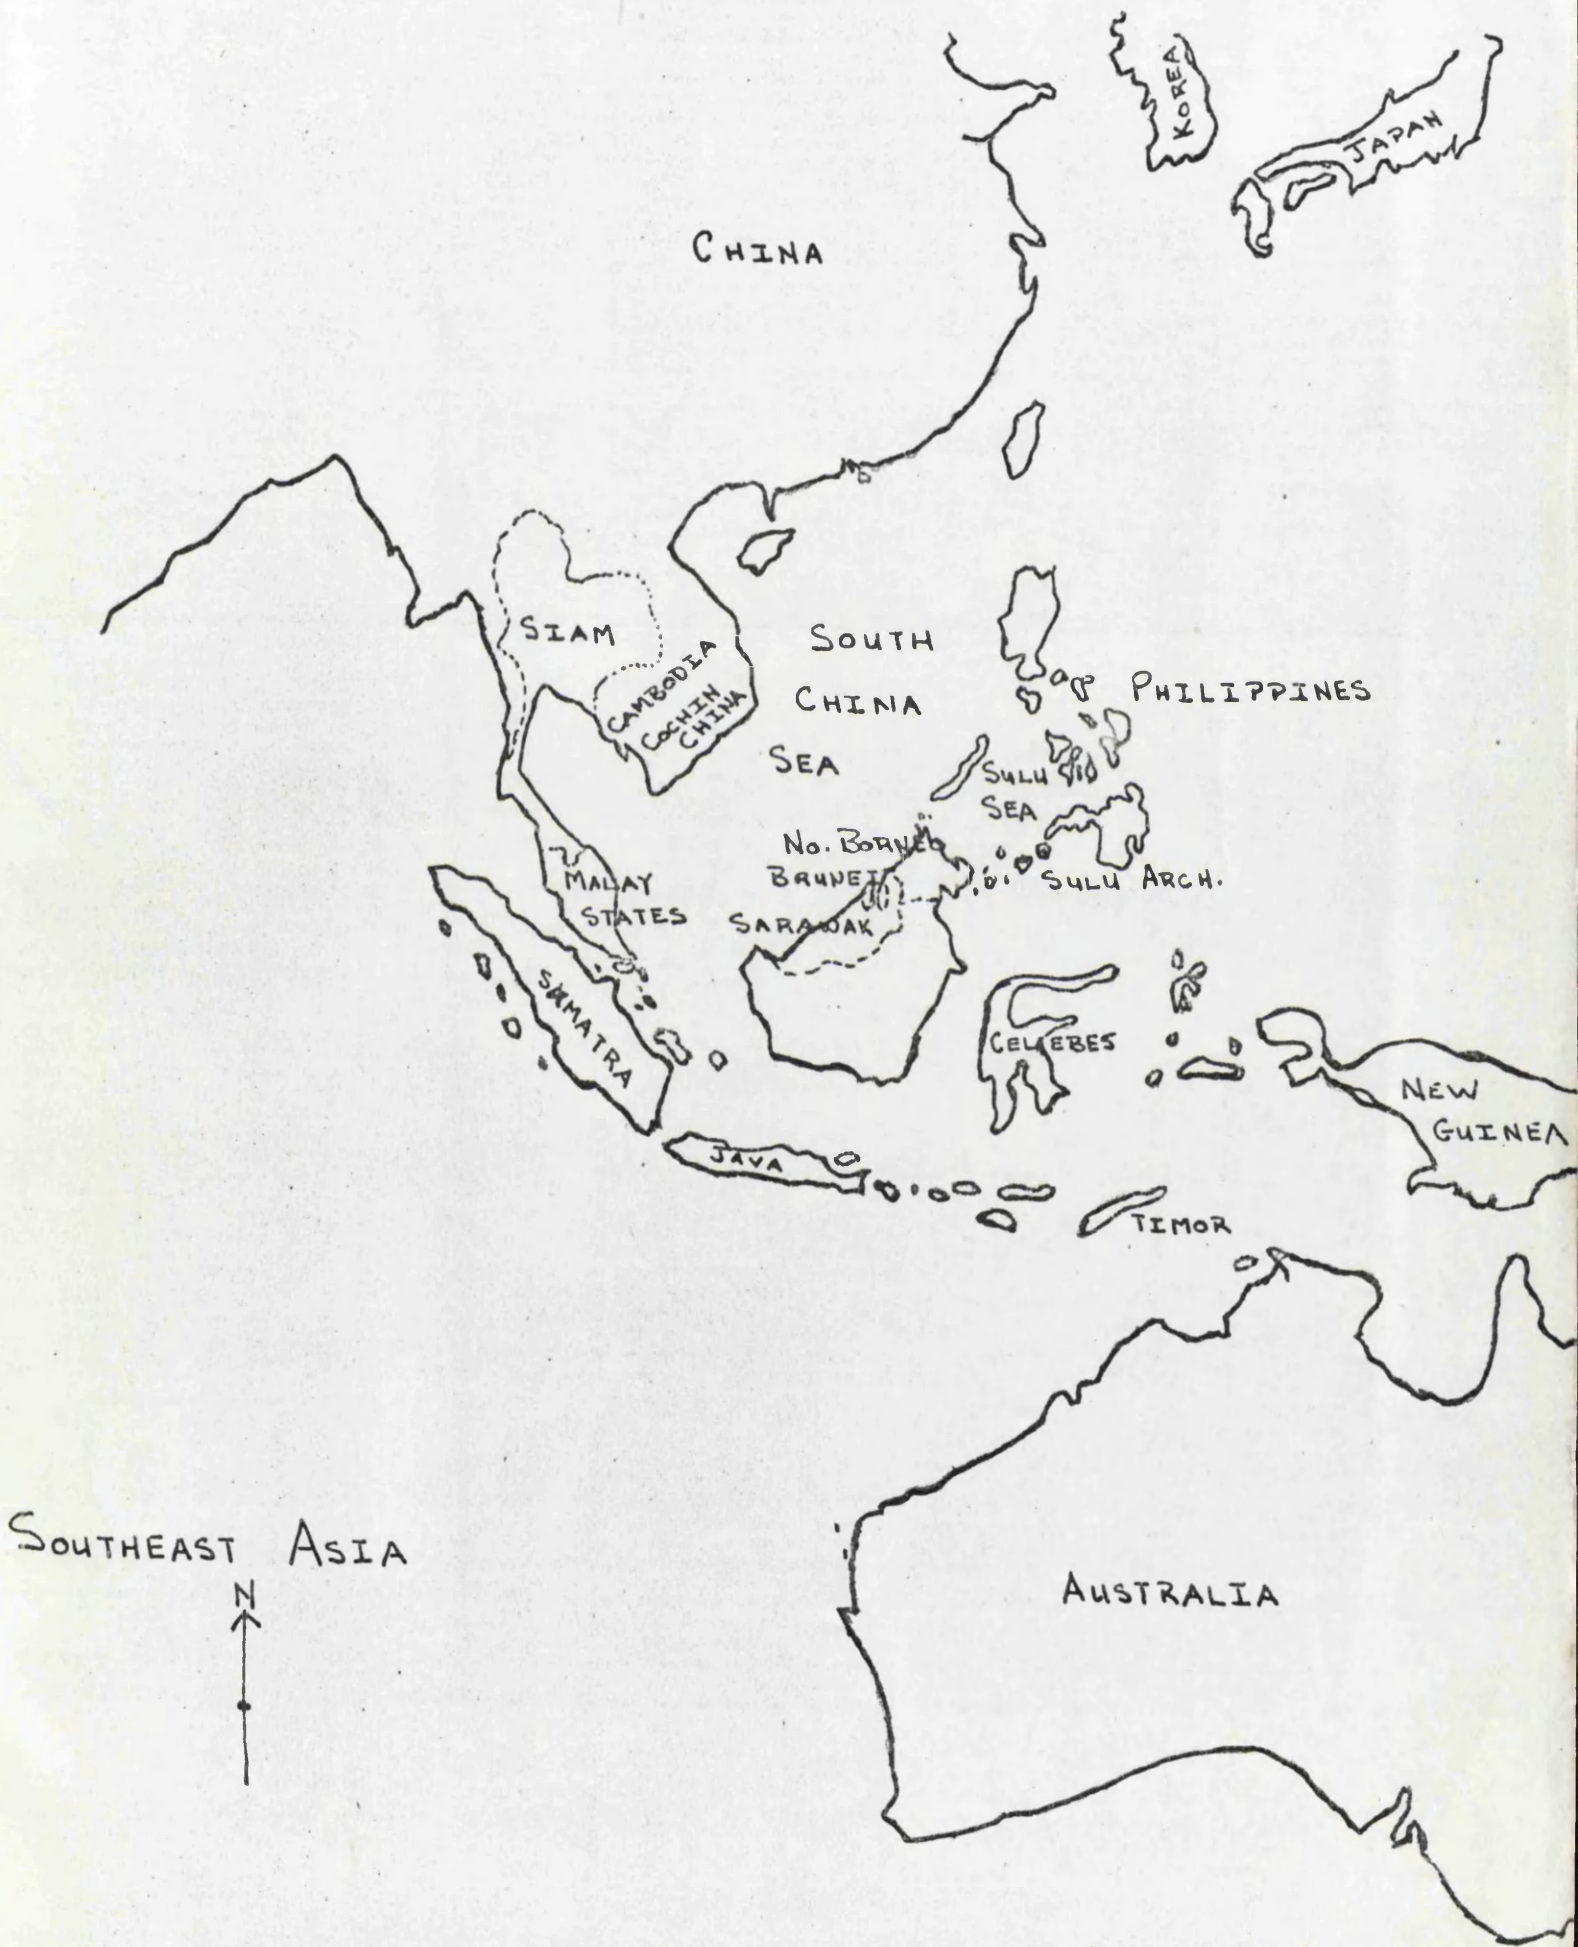 KOREA
JAPAN
CHINA
SIAM
CAMBODIA
COCHIN
CHINA
SOUTH
CHINA
SEA
PHILIPPINES
SULU
SEA
NO. BORNEO
BRUNEI
SARAWAK
SULU ARCH.
MALAY
STATES
SUMATRA
CELEBES
NEW
GUINEA
JAVA
TIMOR
SOUTHEAST ASIA
N
AUSTRALIA